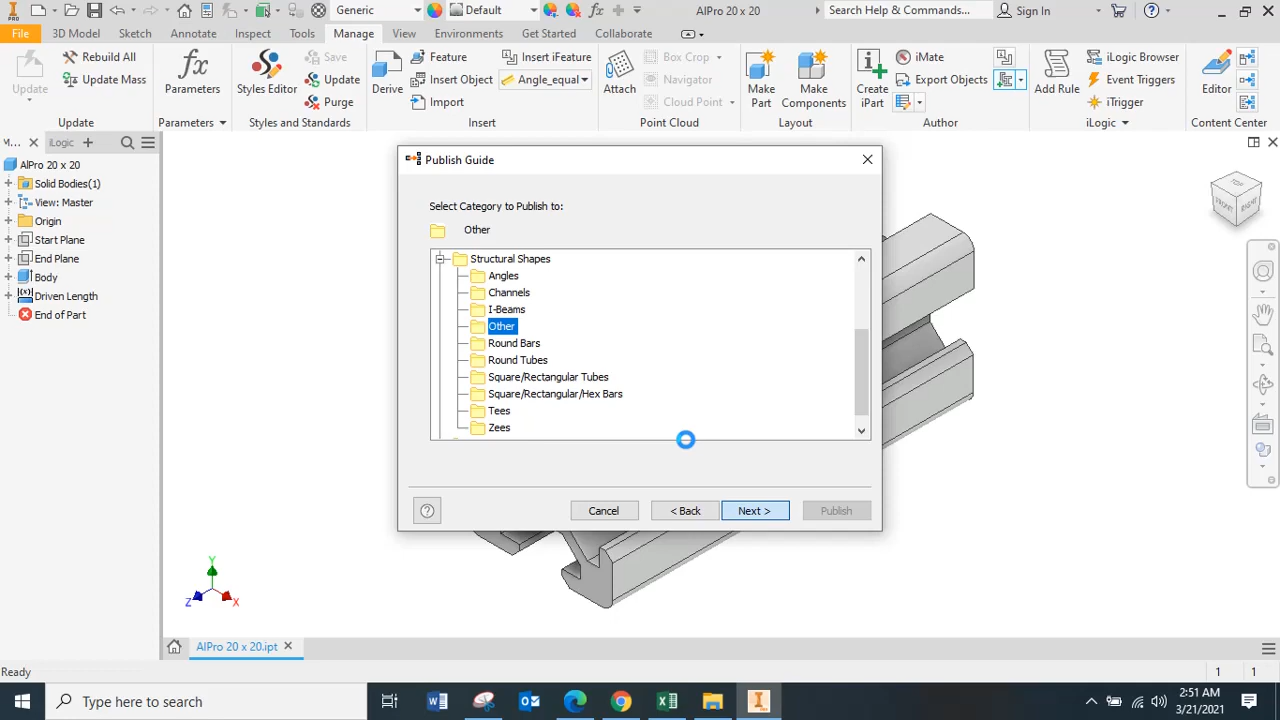 Generic
Default
AlPro 20 x 20
Search Help & Commands...
Sign In
File
3D Model
Sketch
Annotate
Inspect
Tools
Manage
View
Environments
Get Started
Collaborate
Update
Rebuild All
Update Mass
Update
Parameters
Parameters
Styles Editor
Save
Update
Purge
Styles and Standards
Derive
Feature
Insert Object
Import
Insert iFeature
Angle_equal
Insert
Attach
Box Crop
Navigator
Cloud Point
Point Cloud
Make Part
Make Components
Layout
Create iPart
iMate
Export Objects
Author
Add Rule
iLogic Browser
Event Triggers
iTrigger
iLogic
Editor
Content Center
M...
iLogic
AlPro 20 x 20
Solid Bodies(1)
View: Master
Origin
Start Plane
End Plane
Body
Driven Length
End of Part
Publish Guide
Select Category to Publish to:
Other
Structural Shapes
Angles
Channels
I-Beams
Other
Round Bars
Round Tubes
Square/Rectangular Tubes
Square/Rectangular/Hex Bars
Tees
Zees
Cancel
< Back
Next >
Publish
TOP
FRONT
RIGHT
Y
Z
X
AlPro 20 x 20.ipt
Ready
1
1
Type here to search
2:51 AM
3/21/2021